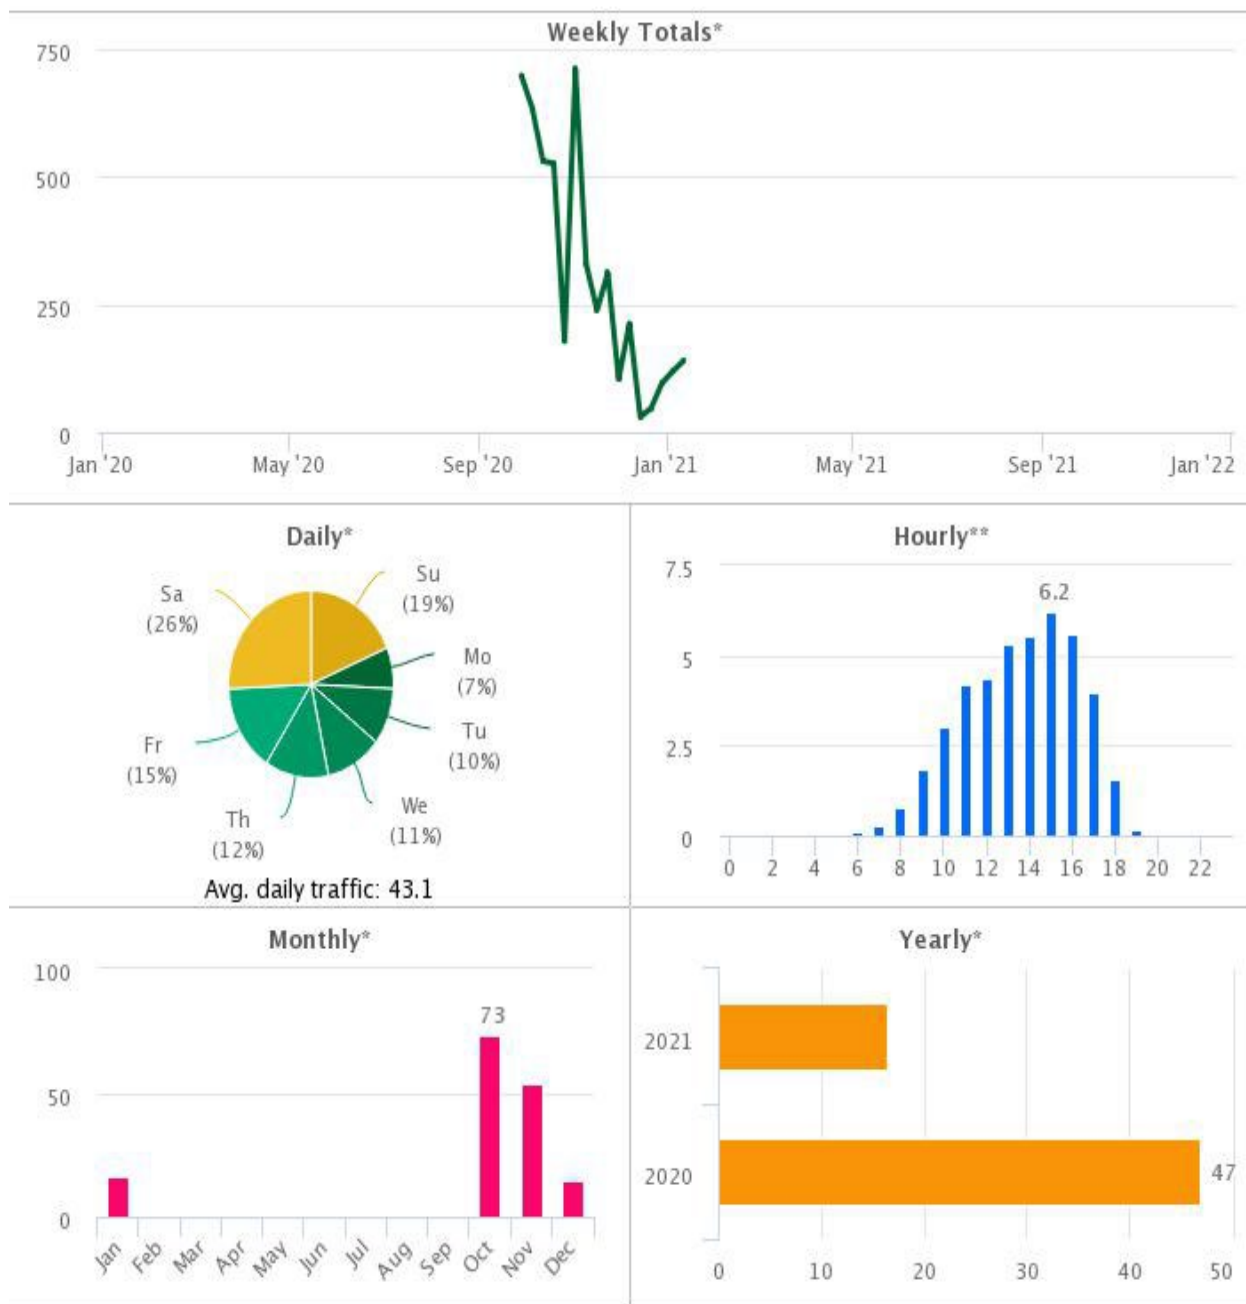 Weekly Totals*
750
500
250
0
Jan '20 May '20 Sep '20 Jan '21 May '21 Sep '21 Jan '22
Daily*
Su
(19%)
Sa
(26%)
Mo
(7%)
Tu
(10%)
Fr
(15%)
We
(11%)
Th
(12%)
Avg. daily traffic: 43.1
Hourly**
7.5
6.2
5
2.5
0
0 2 4 6 8 10 12 14 16 18 20 22
Monthly*
100
73
50
0
Jan Feb Mar Apr May Jun Jul Aug Sep Oct Nov Dec
Yearly*
2021
2020
47
0 10 20 30 40 50